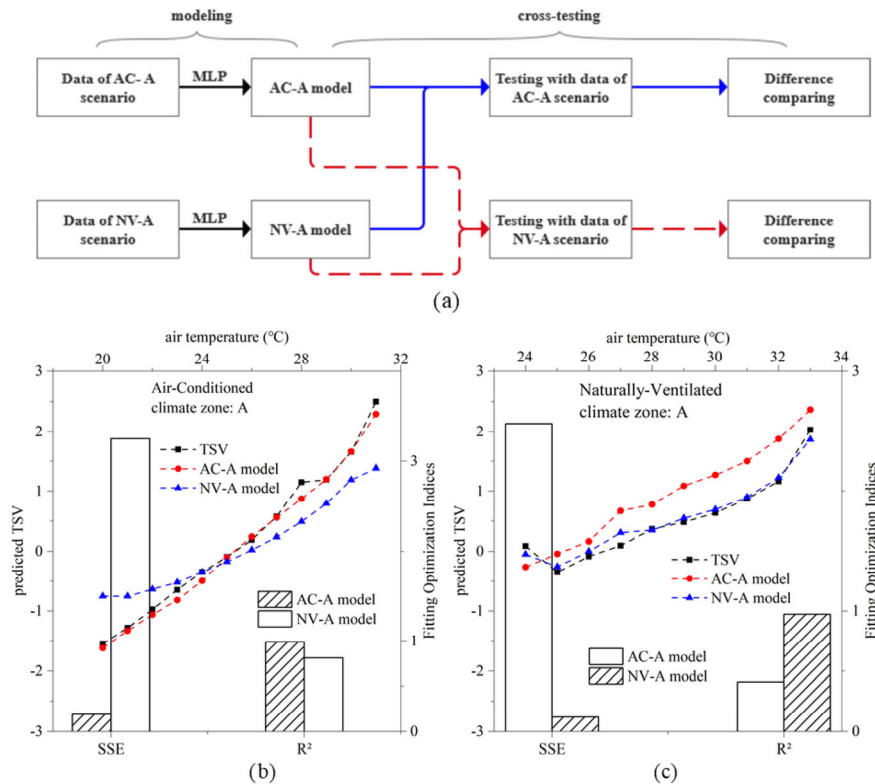 modeling
cross-testing
Data of AC- A
scenario
MLP
AC-A model
Testing with data of
AC-A scenario
Difference
comparing
Data of NV-A
scenario
MLP
NV-A model
Testing with data of
NV-A scenario
Difference
comparing
(a)
air temperature (℃)
20 24 28 32
3
2
1
0
-1
-2
-3
predicted TSV
Air-Conditioned
climate zone: A
TSV
AC-A model
NV-A model
AC-A model
NV-A model
3
1
0
Fitting Optimization Indices
SSE R²
(b)
air temperature (℃)
24 26 28 30 32 34
3
2
1
0
-1
-2
-3
predicted TSV
Naturally-Ventilated
climate zone: A
TSV
AC-A model
NV-A model
AC-A model
NV-A model
3
1
0
Fitting Optimization Indices
SSE R²
(c)